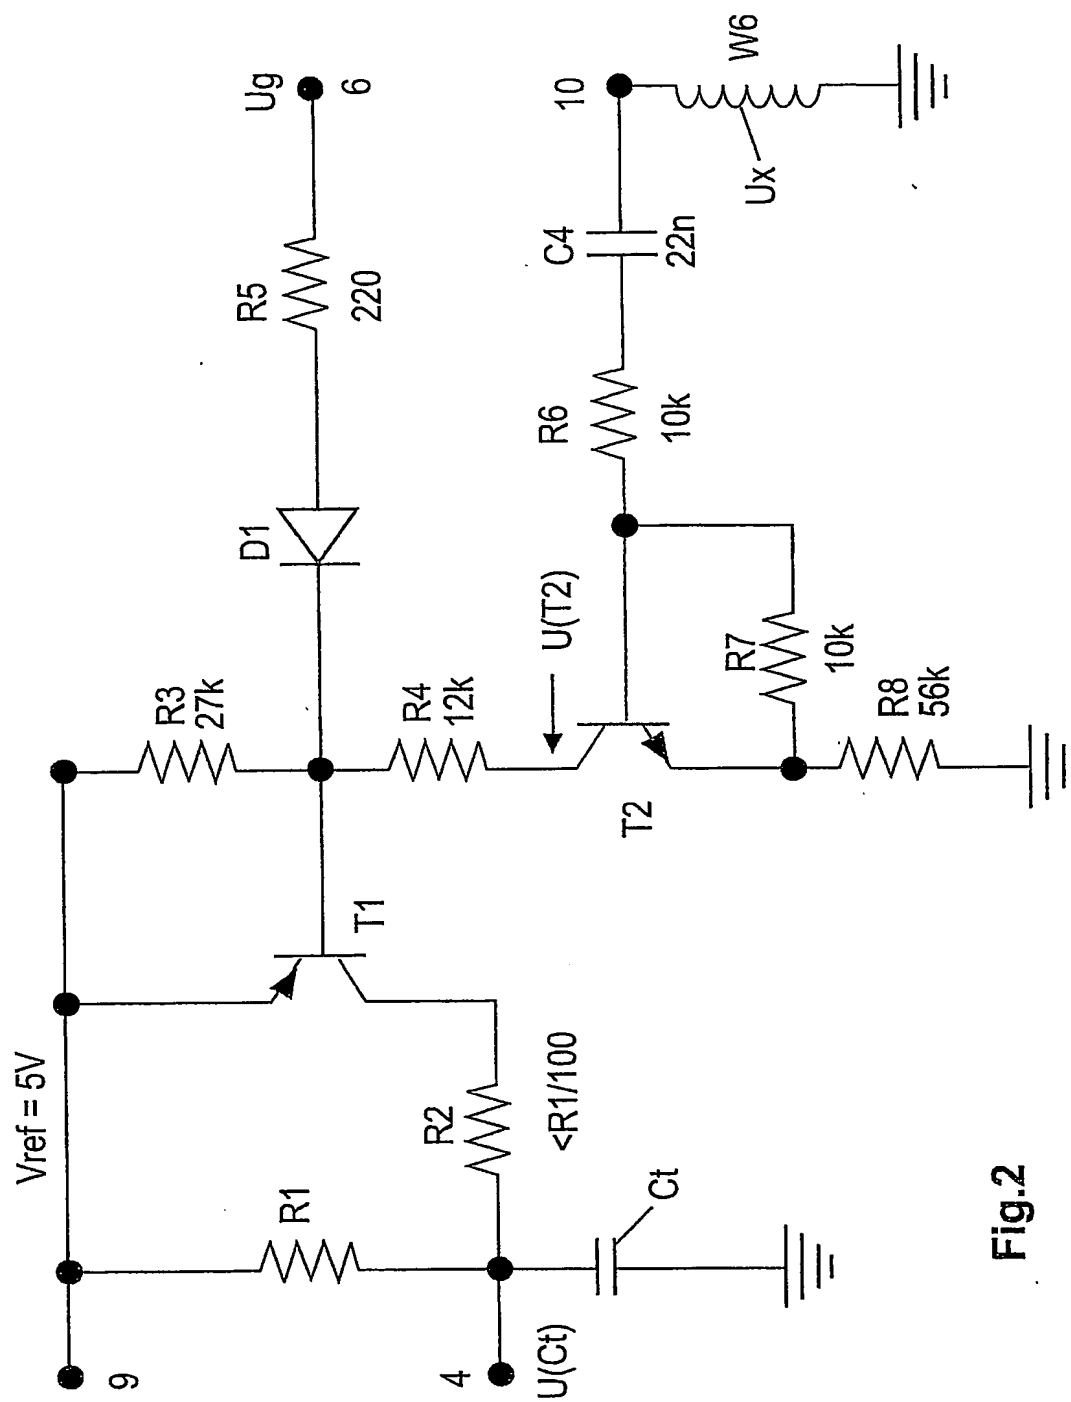 Vref = 5V
9
4
U(Ct)
R1
R2
<R1/100
Ct
T1
R3
27k
R4
12k
D1
R5
220
Ug
6
U(T2)
T2
R7
10k
R8
56k
R6
10k
C4
22n
10
Ux
W6
Fig.2